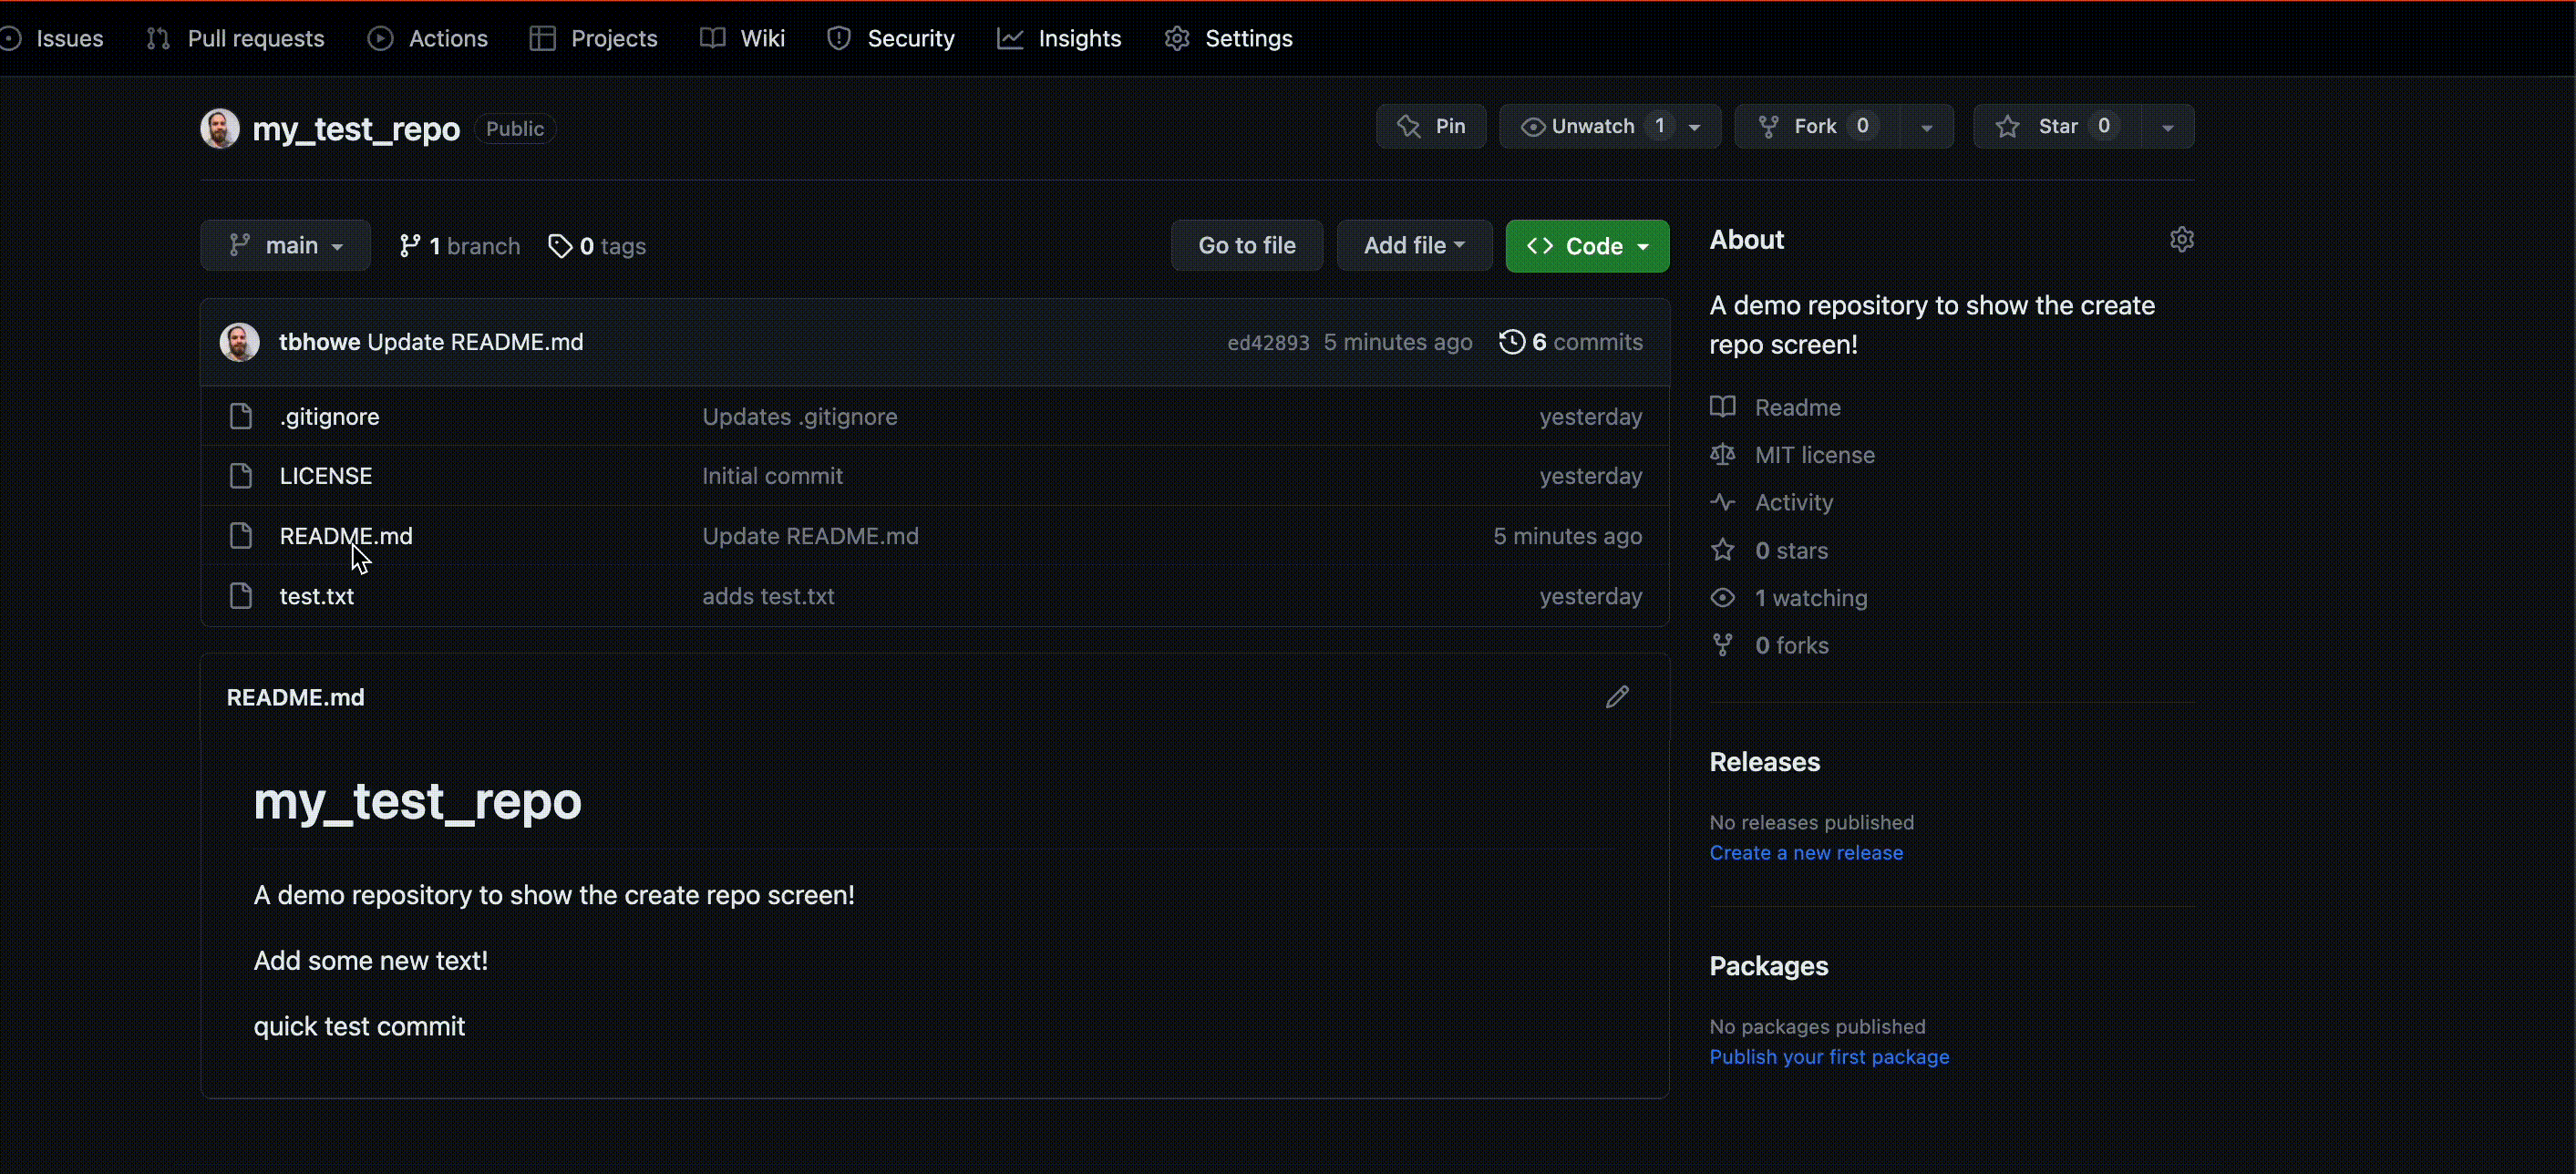 Issues Pull requests Actions Projects Wiki Security Insights Settings
my_test_repo Public Pin Unwatch 1 Fork 0 Star 0
main 1 branch 0 tags Go to file Add file Code
tbhowe Update README.md ed42893 5 minutes ago 6 commits
.gitignore Updates .gitignore yesterday
LICENSE Initial commit yesterday
README.md Update README.md 5 minutes ago
test.txt adds test.txt yesterday
README.md
my_test_repo
A demo repository to show the create repo screen!
Add some new text!
quick test commit
About
A demo repository to show the create
repo screen!
Readme
MIT license
Activity
0 stars
1 watching
0 forks
Releases
No releases published
Create a new release
Packages
No packages published
Publish your first package